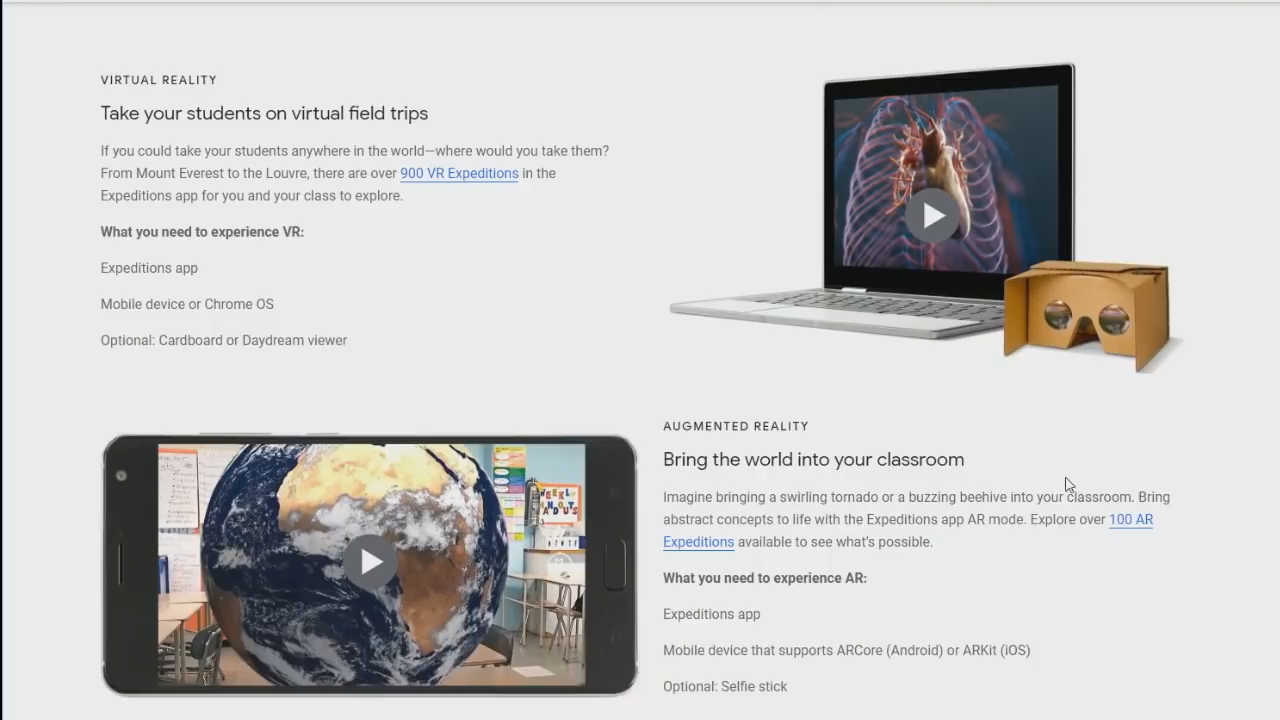 VIRTUAL REALITY
Take your students on virtual field trips
If you could take your students anywhere in the world—where would you take them?
From Mount Everest to the Louvre, there are over 900 VR Expeditions in the
Expeditions app for you and your class to explore.
What you need to experience VR:
Expeditions app
Mobile device or Chrome OS
Optional: Cardboard or Daydream viewer
AUGMENTED REALITY
Bring the world into your classroom
Imagine bringing a swirling tornado or a buzzing beehive into your classroom. Bring
abstract concepts to life with the Expeditions app AR mode. Explore over 100 AR
Expeditions available to see what's possible.
What you need to experience AR:
Expeditions app
Mobile device that supports ARCore (Android) or ARKit (iOS)
Optional: Selfie stick
WEEKLY
HANDOUTS